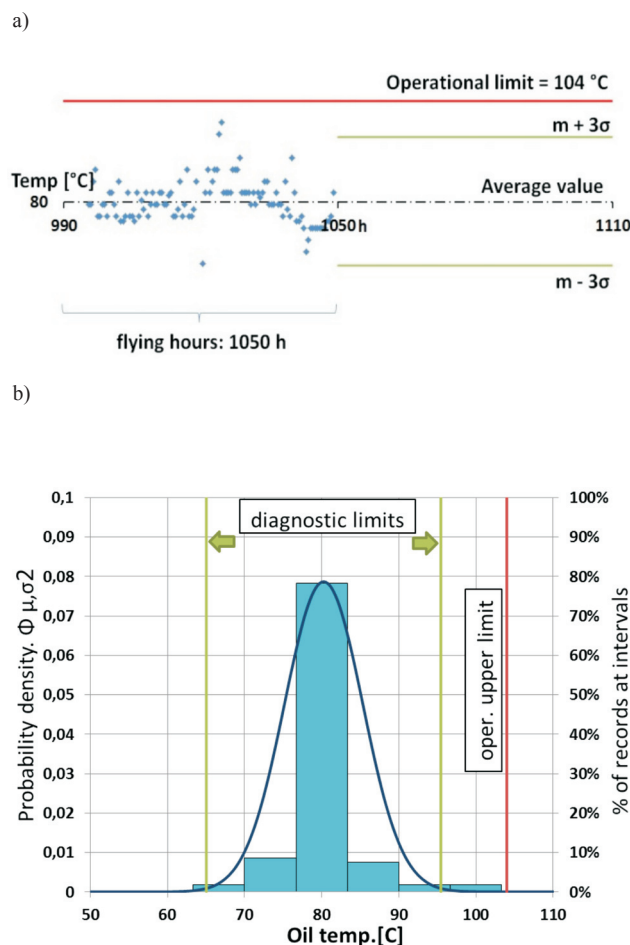 a)
Operational limit = 104 °C
m + 3σ
Temp [°C]
Average value
80
990
1050 h
1110
m - 3σ
flying hours: 1050 h
b)
0,1
0,09
0,08
0,07
0,06
0,05
0,04
0,03
0,02
0,01
0
Probability density. Φ μ,σ2
diagnostic limits
oper. upper limit
100%
90%
80%
70%
60%
50%
40%
30%
20%
10%
0%
% of records at intervals
50 60 70 80 90 100 110
Oil temp.[C]